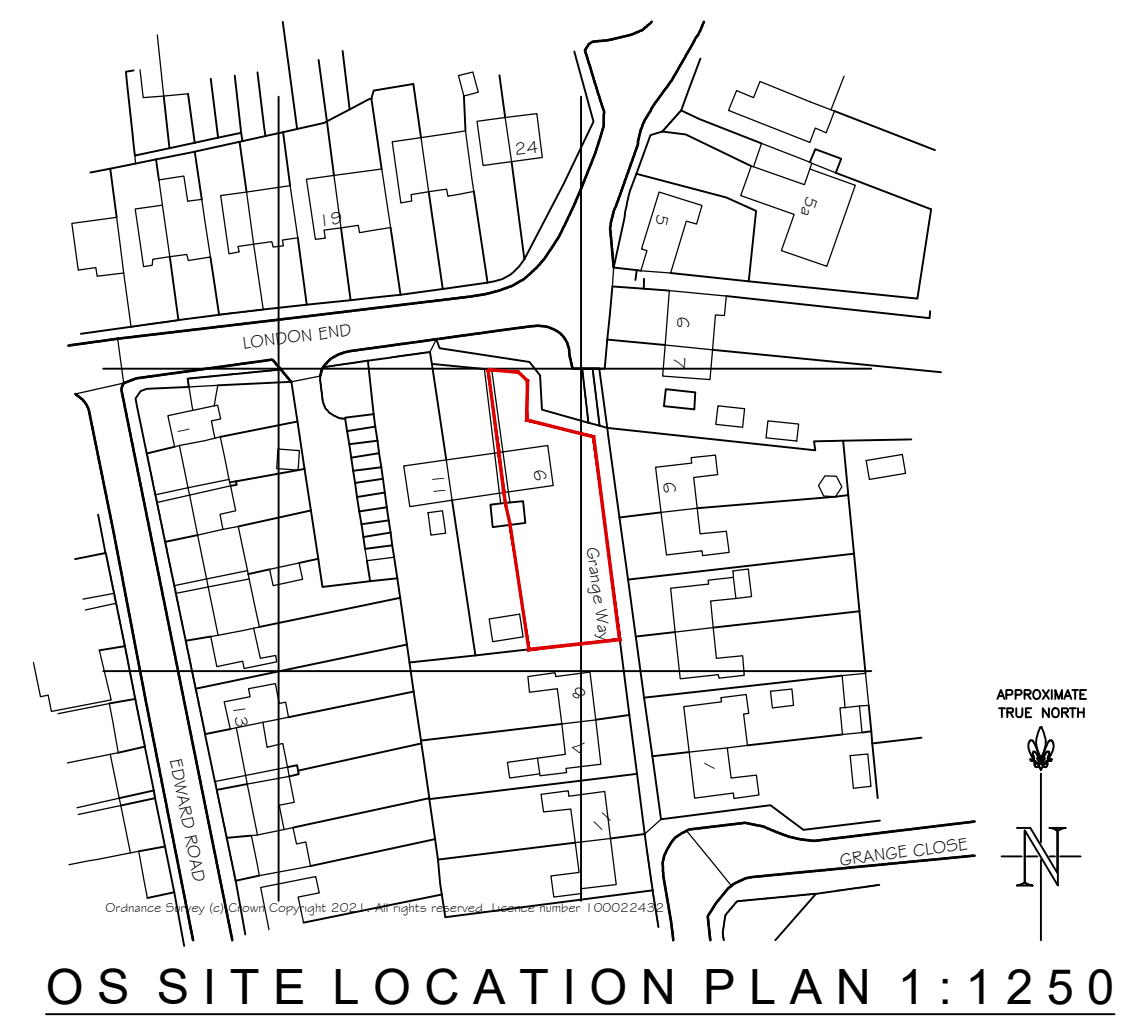 24
19
5a
5
LONDON END
6
7
1
11
9
6
Grange Way
8
7
13
APPROXIMATE
TRUE NORTH
1
11
EDWARD ROAD
GRANGE CLOSE
N
Ordnance Survey (c) Crown Copyright 2021. All rights reserved. Licence number 100022432
OS SITE LOCATION PLAN 1:1250